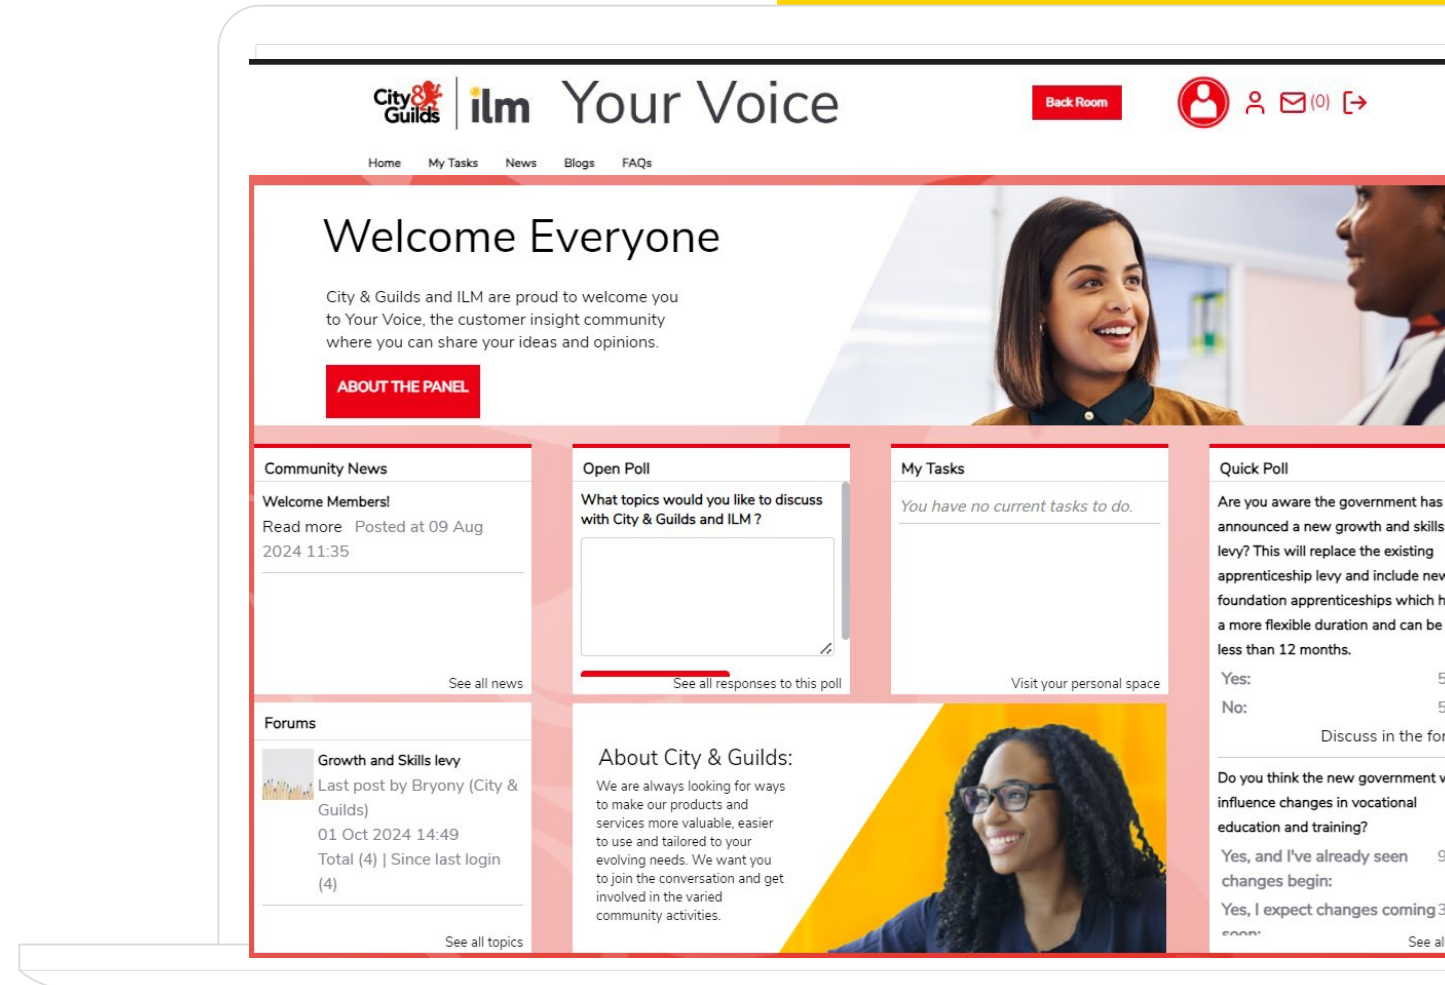 City&
Guilds
ilm
Your Voice
Back Room
(0)
Home My Tasks News Blogs FAQs
Welcome Everyone
City & Guilds and ILM are proud to welcome you
to Your Voice, the customer insight community
where you can share your ideas and opinions.
ABOUT THE PANEL
Community News
Welcome Members!
Read more Posted at 09 Aug
2024 11:35
See all news
Open Poll
What topics would you like to discuss
with City & Guilds and ILM ?
See all responses to this poll
My Tasks
You have no current tasks to do.
Visit your personal space
Quick Poll
Are you aware the government has
announced a new growth and skills
levy? This will replace the existing
apprenticeship levy and include
foundation apprenticeships which
a more flexible duration and can be
less than 12 months.
Yes: 5
No: 5
Discuss in the
Do you think the new government
influence changes in vocational
education and training?
Yes, and I've already seen 9
changes begin:
Yes, I expect changes coming 3
See
Forums
Growth and Skills levy
Last post by Bryony (City &
Guilds)
01 Oct 2024 14:49
Total (4) | Since last login
(4)
See all topics
About City & Guilds:
We are always looking for ways
to make our products and
services more valuable, easier
to use and tailored to your
evolving needs. We want you
to join the conversation and get
involved in the varied
community activities.